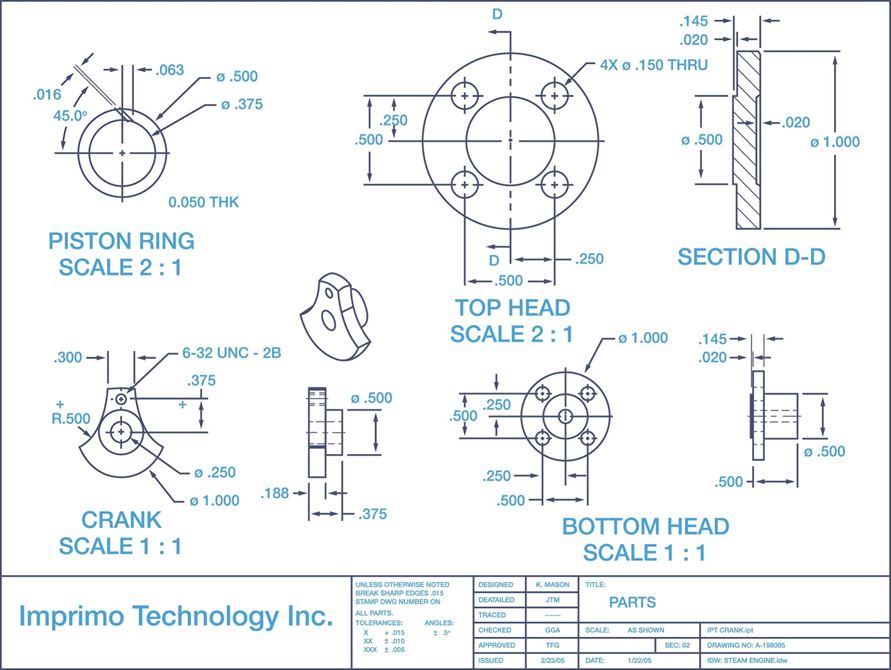 .063
.016
45.0°
ø .500
ø .375
0.050 THK
PISTON RING
SCALE 2 : 1
D
4X ø .150 THRU
.250
.500
D
.250
.500
TOP HEAD
SCALE 2 : 1
.145
.020
ø .500
.020
ø 1.000
SECTION D-D
.300
6-32 UNC - 2B
.375
+
+
R.500
ø .250
ø 1.000
CRANK
SCALE 1 : 1
ø .500
.188
.375
ø 1.000
.250
.500
.250
.500
BOTTOM HEAD
SCALE 1 : 1
.145
.020
ø .500
.500
Imprimo Technology Inc.
UNLESS OTHERWISE NOTED
BREAK SHARP EDGES .015
STAMP DWG NUMBER ON
ALL PARTS.
TOLERANCES: ANGLES:
X + .015 ± .5°
XX ± .010
XXX ± .005
DESIGNED K. MASON
DEATAILED JTM
TRACED ------
CHECKED GGA
APPROVED TFG
ISSUED 2/23/05
TITLE:
PARTS
SCALE: AS SHOWN IPT CRANK.ipt
SEC: 02 DRAWING NO: A-198005
DATE: 1/22/05 IDW: STEAM ENGINE.idw